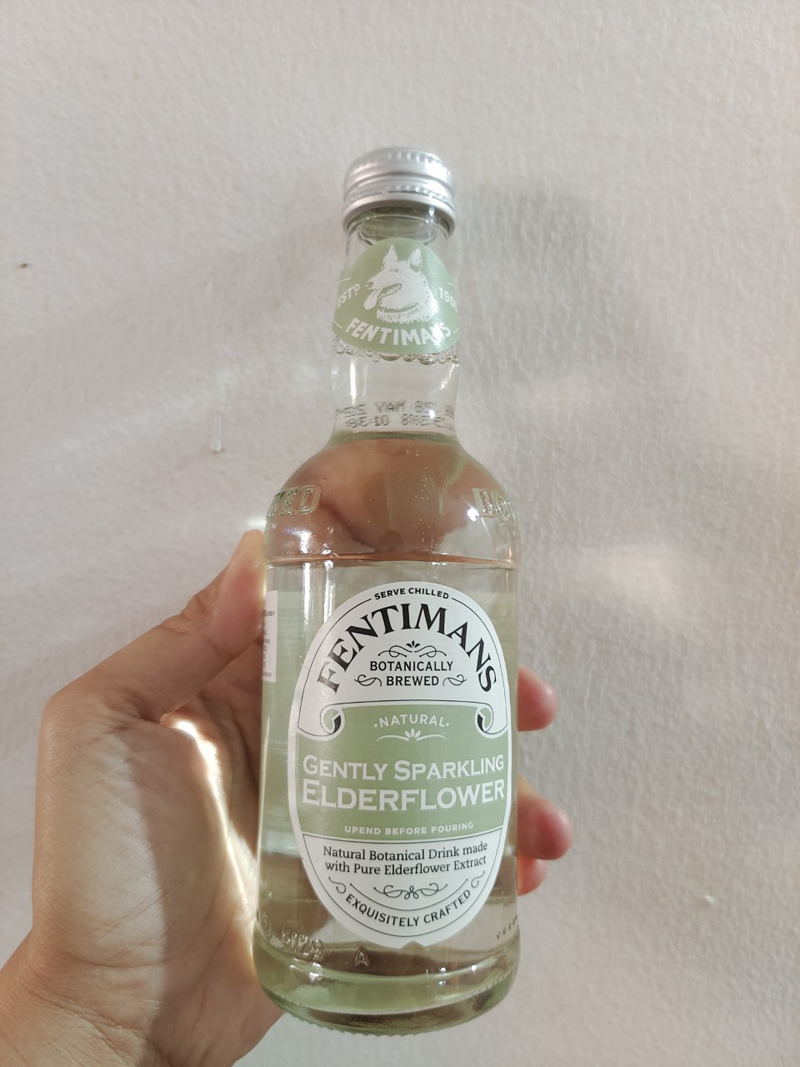 ESTD 190
FENTIMANS
SERVE CHILLED
FENTIMANS
BOTANICALLY
BREWED
·NATURAL·
GENTLY SPARKLING
ELDERFLOWER
UPEND BEFORE POURING
Natural Botanical Drink made
with Pure Elderflower Extract
EXQUISITELY CRAFTED